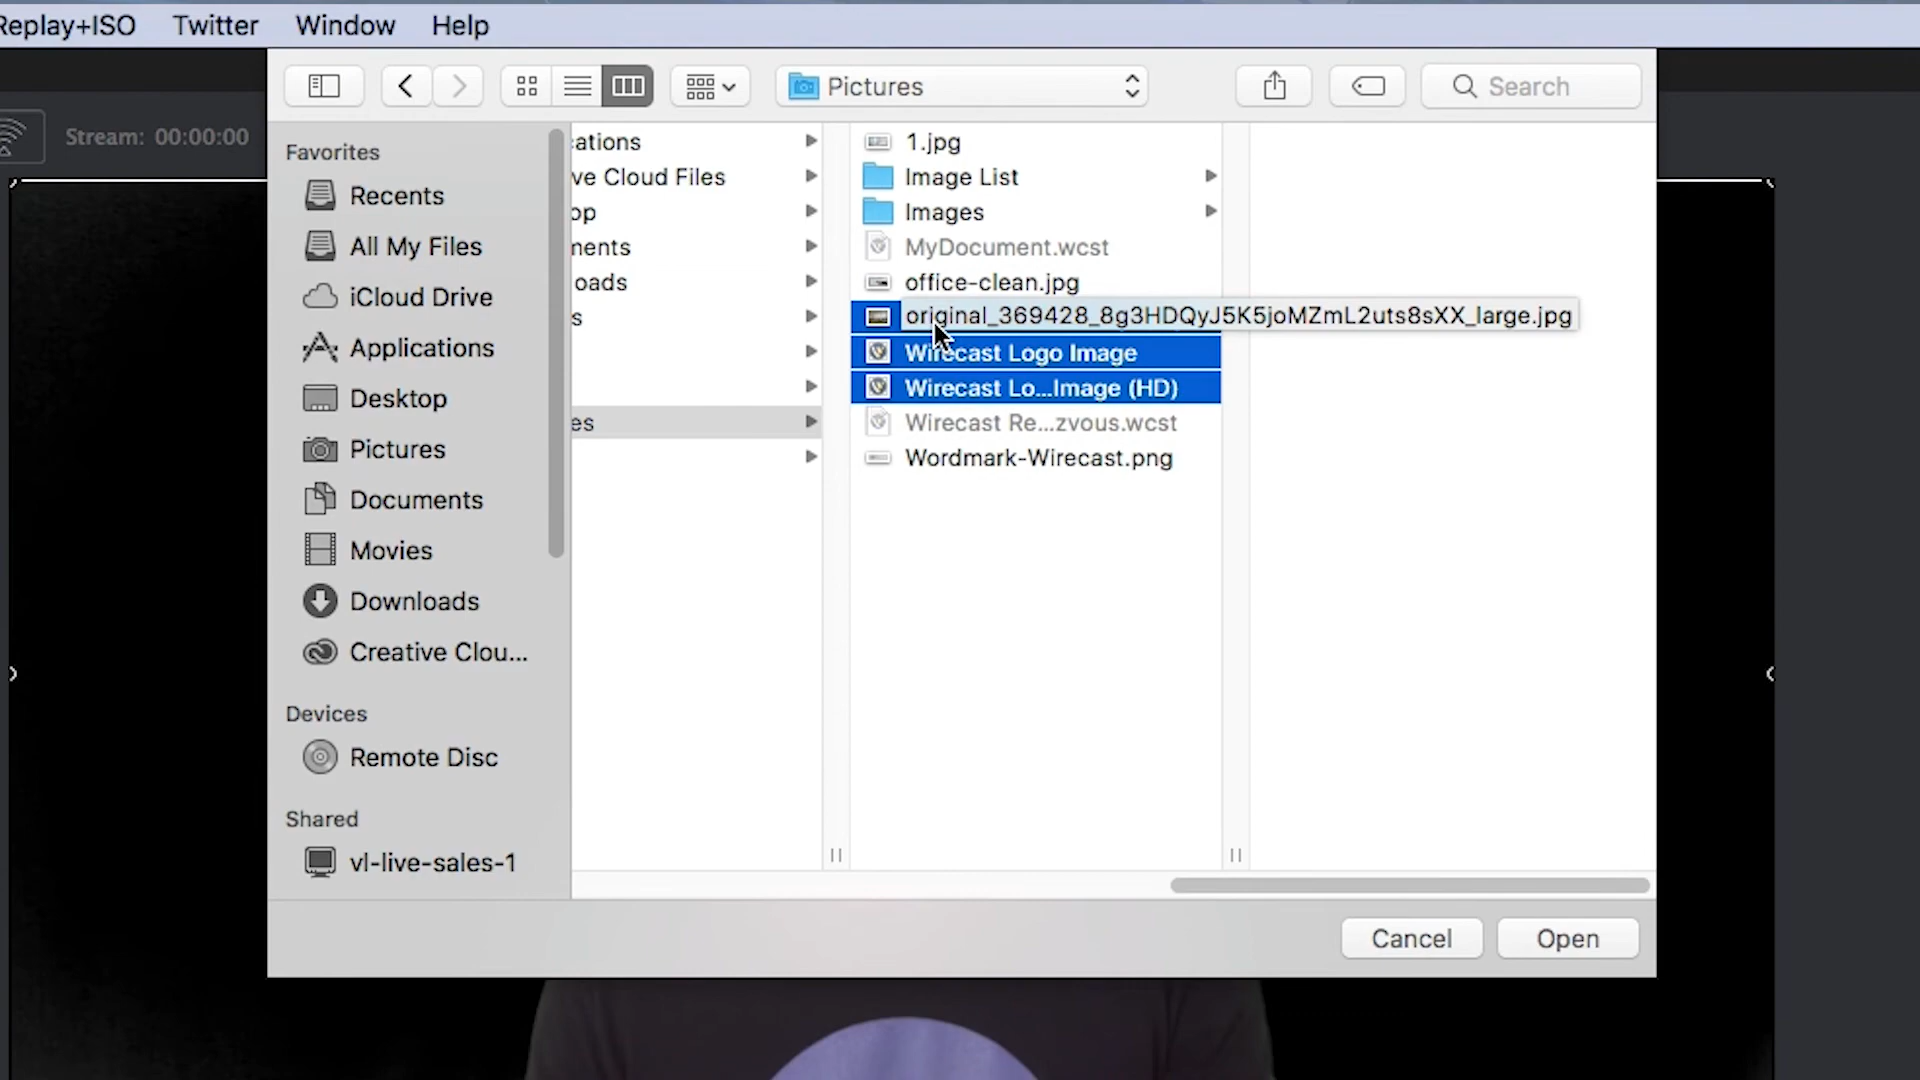 Replay+ISO Twitter Window Help
Pictures
Search
Stream: 00:00:00
Favorites
Recents
All My Files
iCloud Drive
Applications
Desktop
Pictures
Documents
Movies
Downloads
Creative Clou...
Devices
Remote Disc
Shared
vl-live-sales-1
cations
ve Cloud Files
op
ments
oads
s
es
1.jpg
Image List
Images
MyDocument.wcst
office-clean.jpg
original_369428_8g3HDQyJ5K5joMZmL2uts8sXX_large.jpg
Wirecast Logo Image
Wirecast Lo...Image (HD)
Wirecast Re...zvous.wcst
Wordmark-Wirecast.png
Cancel
Open